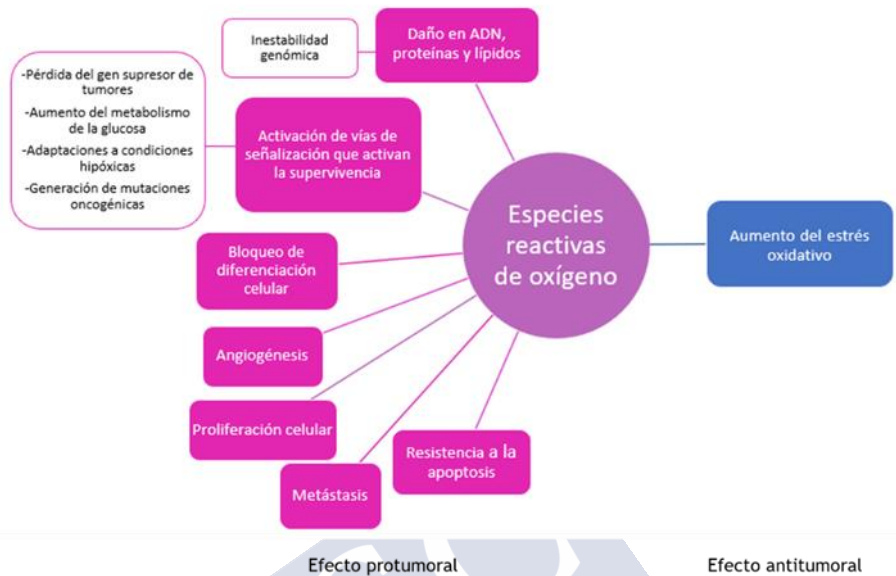 Inestabilidad
genómica
Daño en ADN,
proteínas y lípidos
-Pérdida del gen supresor de
tumores
-Aumento del metabolismo
de la glucosa
-Adaptaciones a condiciones
hipóxicas
-Generación de mutaciones
oncogénicas
Activación de vías de
señalización que activan
la supervivencia
Especies
reactivas
de oxígeno
Aumento del estrés
oxidativo
Bloqueo de
diferenciación
celular
Angiogénesis
Proliferación celular
Metástasis
Resistencia a la
apoptosis
Efecto protumoral
Efecto antitumoral